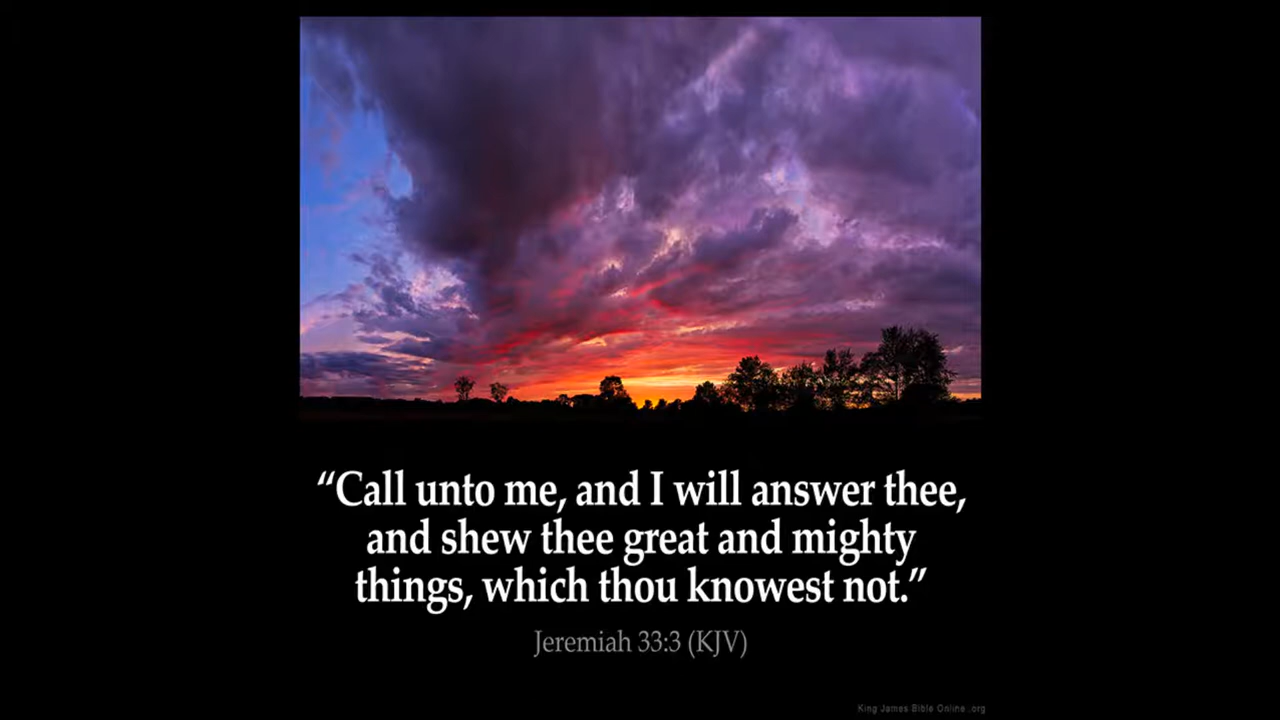 “Call unto me, and I will answer thee,
and shew thee great and mighty
things, which thou knowest not.”
Jeremiah 33:3 (KJV)
King James Bible Online .org